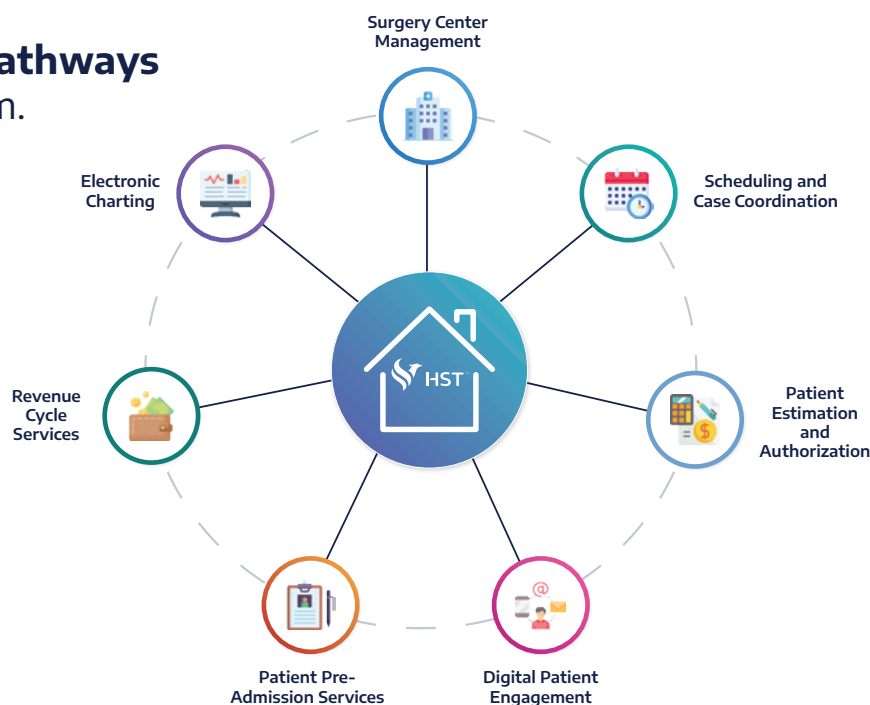 athways
n.
Surgery Center
Management
Scheduling and
Case Coordination
Patient
Estimation
and
Authorization
Digital Patient
Engagement
Patient Pre-
Admission Services
Revenue
Cycle
Services
Electronic
Charting
HST